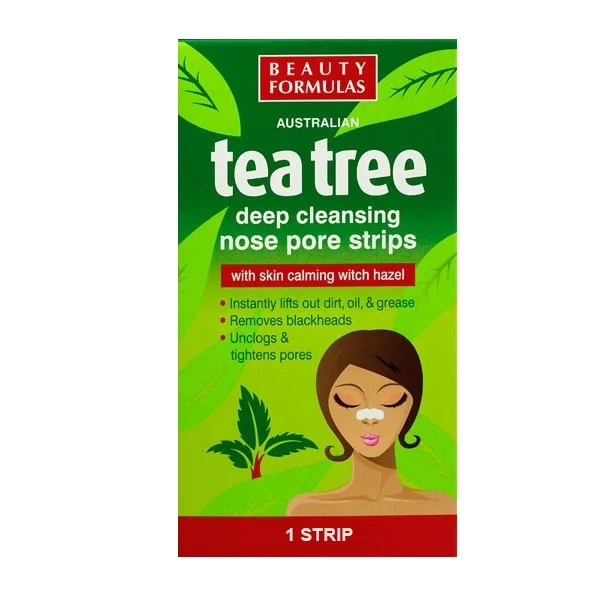 BEAUTY
FORMULAS
AUSTRALIAN
tea tree
deep cleansing
nose pore strips
with skin calming witch hazel
• Instantly lifts out dirt, oil, & grease
• Removes blackheads
• Unclogs &
tightens pores
1 STRIP